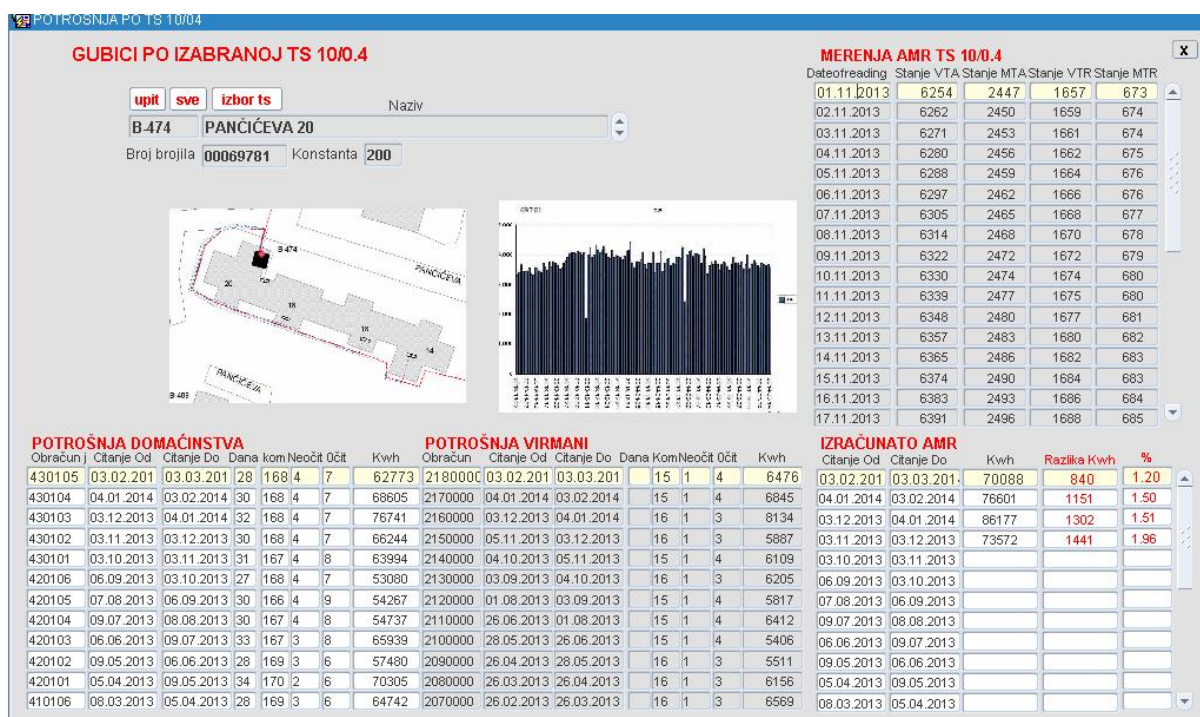 POTROSNJA PO TS 10/04
GUBICI PO IZABRANOJ TS 10/0.4
upit sve izbor ts
Naziv
B-474 PANČIĆEVA 20
Broj brojila 00069781 Konstanta 200
B-474
PANČIĆEVA
20
18
16
14
PANČIĆEVA
MERENJA AMR TS 10/0.4
X
Dateofreading Stanje VTA Stanje MTA Stanje VTR Stanje MTR
01.11.2013 6254 2447 1657 673
02.11.2013 6262 2450 1659 674
03.11.2013 6271 2453 1661 674
04.11.2013 6280 2456 1662 675
05.11.2013 6288 2459 1664 676
06.11.2013 6297 2462 1666 676
07.11.2013 6305 2465 1668 677
08.11.2013 6314 2468 1670 678
09.11.2013 6322 2472 1672 679
10.11.2013 6330 2474 1674 680
11.11.2013 6339 2477 1675 680
12.11.2013 6348 2480 1677 681
13.11.2013 6357 2483 1680 682
14.11.2013 6365 2486 1682 683
15.11.2013 6374 2490 1684 683
16.11.2013 6383 2493 1686 684
17.11.2013 6391 2496 1688 685
POTROŠNJA DOMAĆINSTVA
Obračun j Citanje Od Citanje Do Dana kom Neočit Očit Kwh
430105 03.02.201 03.03.201 28 168 4 7 62773
430104 04.01.2014 03.02.2014 30 168 4 7 68605
430103 03.12.2013 04.01.2014 32 168 4 7 76741
430102 03.11.2013 03.12.2013 30 168 4 7 66244
430101 03.10.2013 03.11.2013 31 167 4 8 63994
420106 06.09.2013 03.10.2013 27 168 4 7 53080
420105 07.08.2013 06.09.2013 30 166 4 9 54267
420104 09.07.2013 08.08.2013 30 167 4 8 54737
420103 06.06.2013 09.07.2013 33 167 3 8 65939
420102 09.05.2013 06.06.2013 28 169 3 6 57480
420101 05.04.2013 09.05.2013 34 170 2 6 70305
410106 08.03.2013 05.04.2013 28 169 3 6 64742
POTROŠNJA VIRMANI
Obračun Citanje Od Citanje Do Dana Kom Neočit Očit Kwh
2180000 03.02.201 03.03.201 15 1 4 6476
2170000 04.01.2014 03.02.2014 15 1 4 6845
2160000 03.12.2013 04.01.2014 16 1 3 8134
2150000 05.11.2013 03.12.2013 16 1 3 5887
2140000 04.10.2013 05.11.2013 15 1 4 6109
2130000 03.09.2013 04.10.2013 16 1 3 6205
2120000 01.08.2013 03.09.2013 15 1 4 5817
2110000 26.06.2013 01.08.2013 15 1 4 6412
2100000 28.05.2013 26.06.2013 15 1 4 5406
2090000 26.04.2013 28.05.2013 16 1 3 5511
2080000 26.03.2013 26.04.2013 16 1 3 6156
2070000 26.02.2013 26.03.2013 16 1 3 6569
IZRAČUNATO AMR
Citanje Od Citanje Do Kwh Razlika Kwh %
03.02.201 03.03.201 70088 840 1.20
04.01.2014 03.02.2014 76601 1151 1.50
03.12.2013 04.01.2014 86177 1302 1.51
03.11.2013 03.12.2013 73572 1441 1.96
03.10.2013 03.11.2013
06.09.2013 03.10.2013
07.08.2013 06.09.2013
09.07.2013 08.08.2013
06.06.2013 09.07.2013
09.05.2013 06.06.2013
05.04.2013 09.05.2013
08.03.2013 05.04.2013